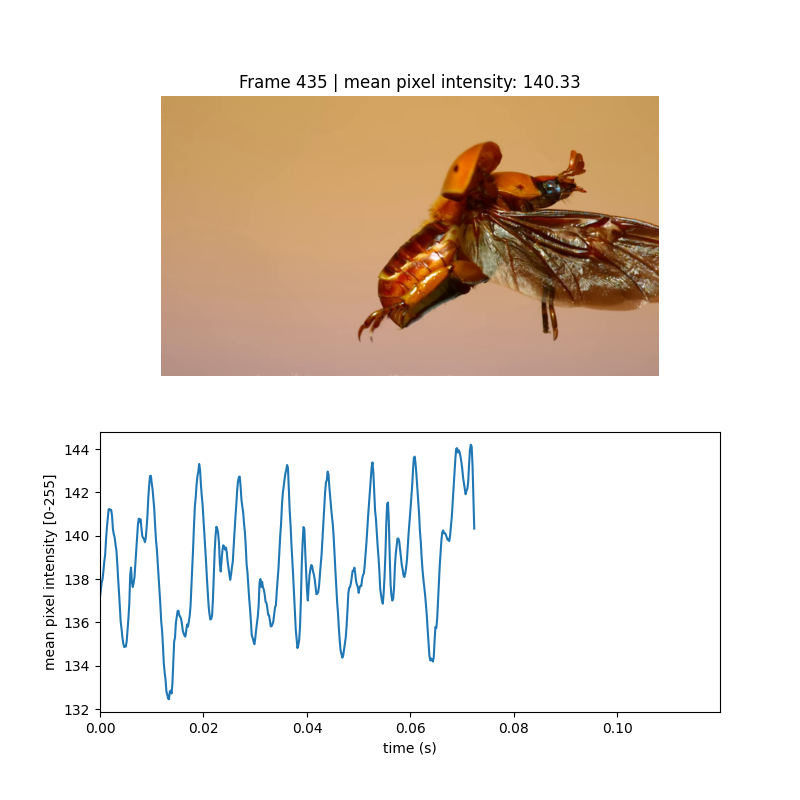 Frame 435 | mean pixel intensity: 140.33
144
142
140
138
136
134
132
mean pixel intensity [0-255]
0.00 0.02 0.04 0.06 0.08 0.10
time (s)